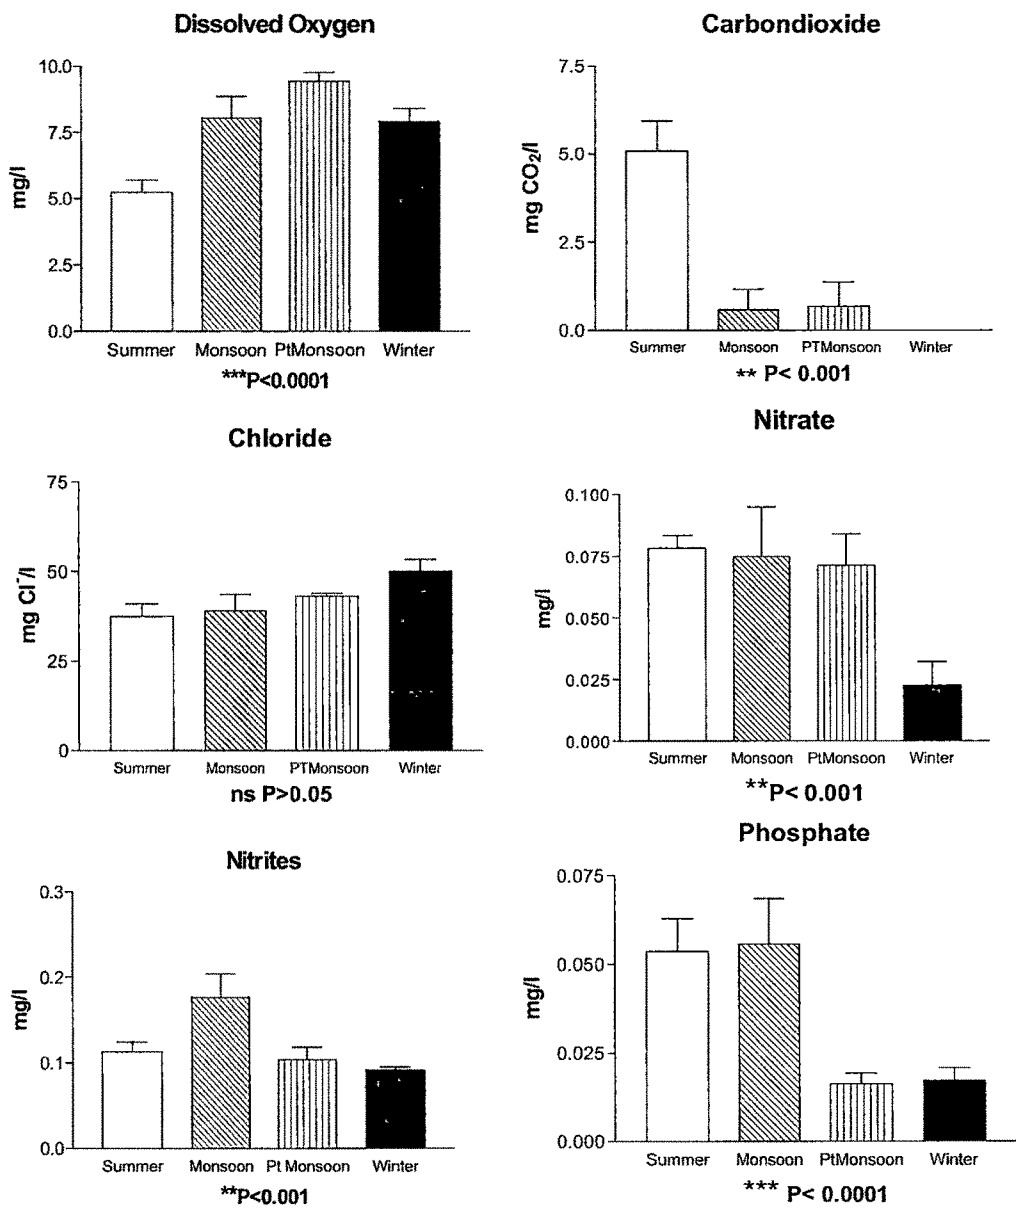 Dissolved Oxygen
10.0
7.5
5.0
2.5
0.0
mg/l
Summer Monsoon PtMonsoon Winter
***P<0.0001
Carbondioxide
7.5
5.0
2.5
0.0
mg CO₂/l
Summer Monsoon PTMonsoon Winter
** P< 0.001
Chloride
75
50
25
0
mg Cl⁻/l
Summer Monsoon PTMonsoon Winter
ns P>0.05
Nitrate
0.100
0.075
0.050
0.025
0.000
mg/l
Summer Monsoon PtMonsoon Winter
**P< 0.001
Nitrites
0.3
0.2
0.1
0.0
mg/l
Summer Monsoon Pt Monsoon Winter
**P<0.001
Phosphate
0.075
0.050
0.025
0.000
mg/l
Summer Monsoon PtMonsoon Winter
*** P< 0.0001